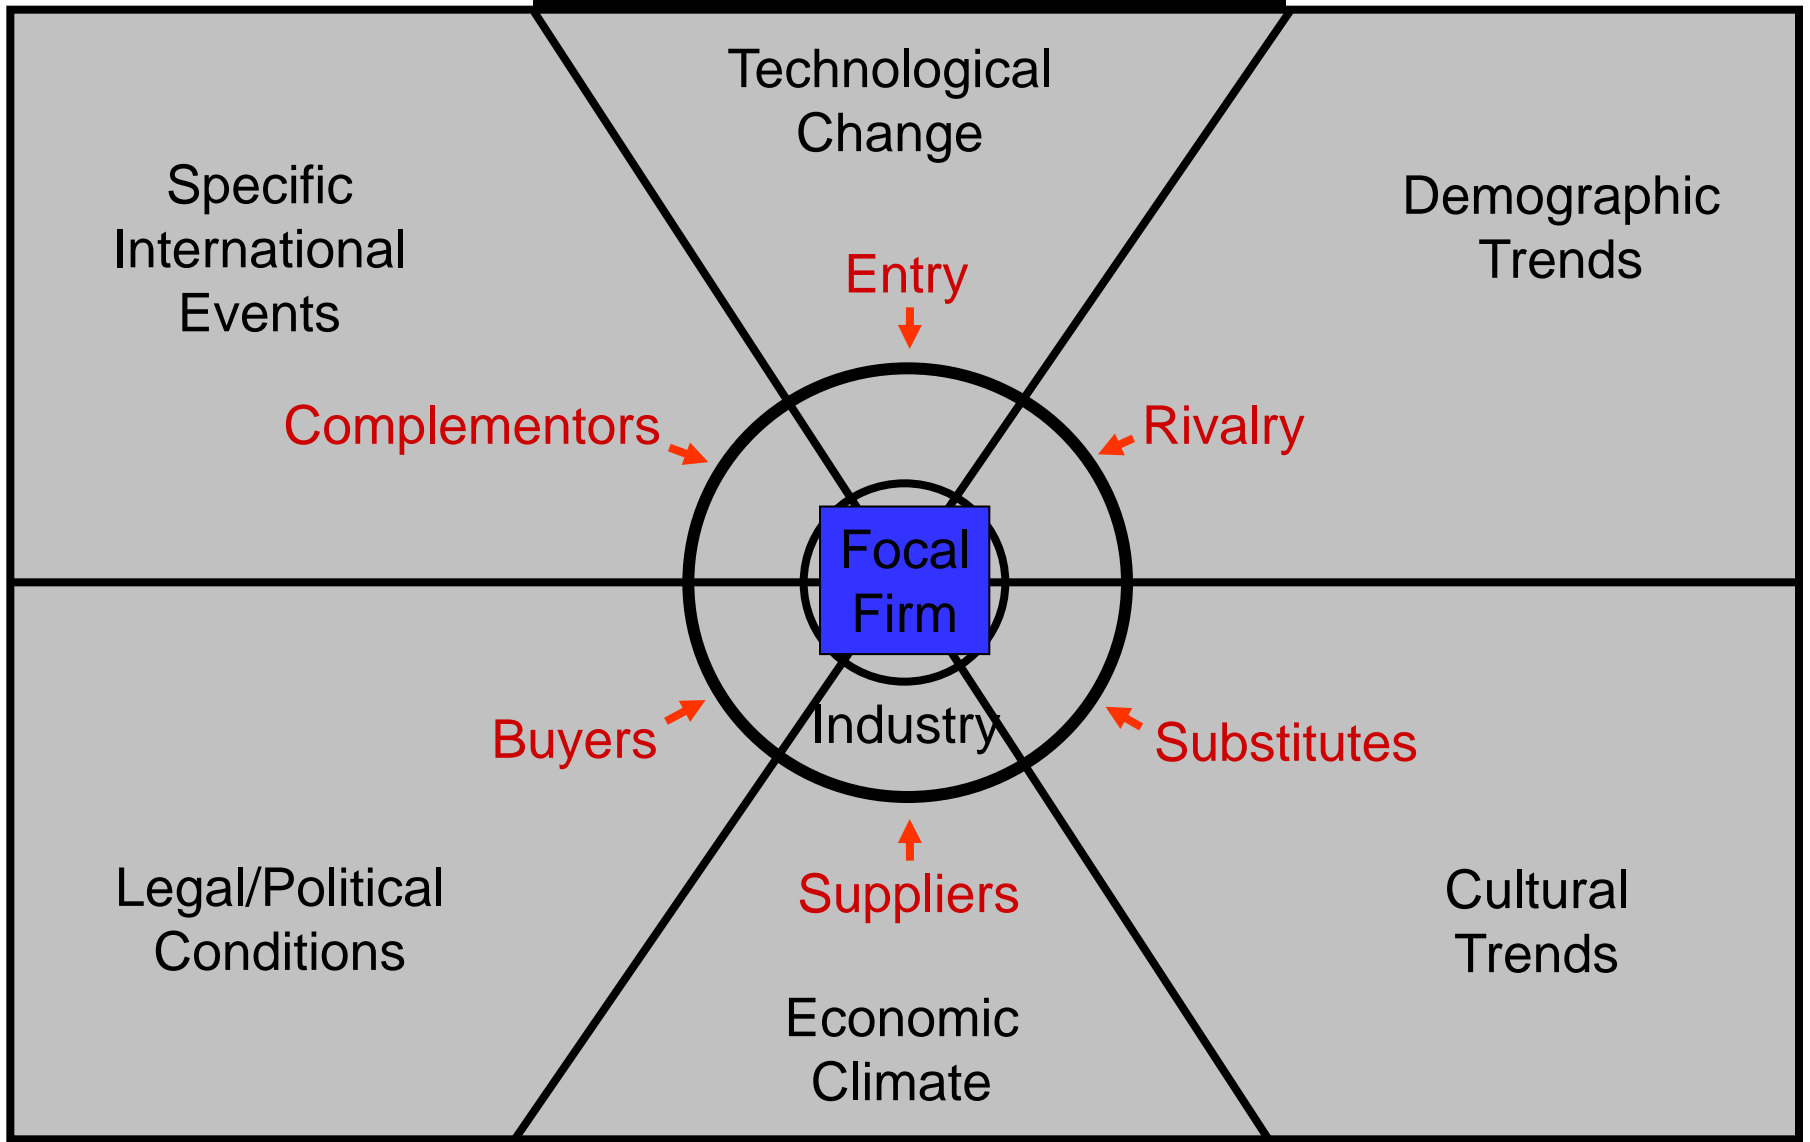 Technological
Change
Specific
International
Events
Demographic
Trends
Entry
Complementors
Rivalry
Focal
Firm
Industry
Buyers
Substitutes
Suppliers
Legal/Political
Conditions
Cultural
Trends
Economic
Climate